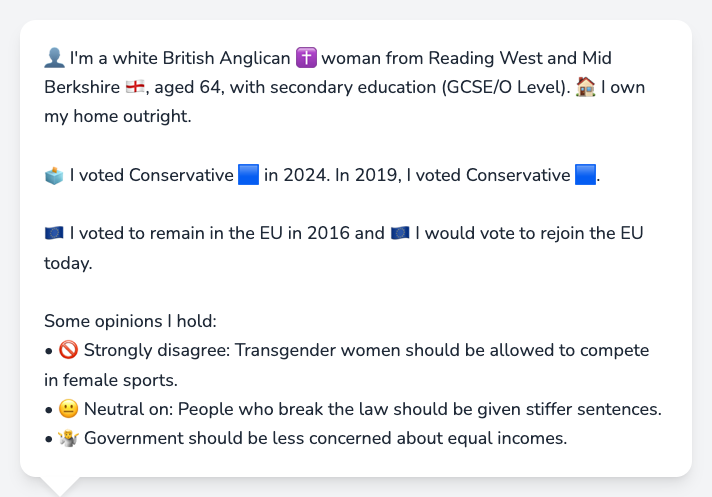 👤 I'm a white British Anglican ✝️ woman from Reading West and Mid
Berkshire 🏴󠁧󠁢󠁥󠁮󠁧󠁿, aged 64, with secondary education (GCSE/O Level). 🏠 I own
my home outright.
🗳️ I voted Conservative 🟦 in 2024. In 2019, I voted Conservative 🟦.
🇪🇺 I voted to remain in the EU in 2016 and 🇪🇺 I would vote to rejoin the EU
today.
Some opinions I hold:
• 🚫 Strongly disagree: Transgender women should be allowed to compete
in female sports.
• 😐 Neutral on: People who break the law should be given stiffer sentences.
• 🤷 Government should be less concerned about equal incomes.